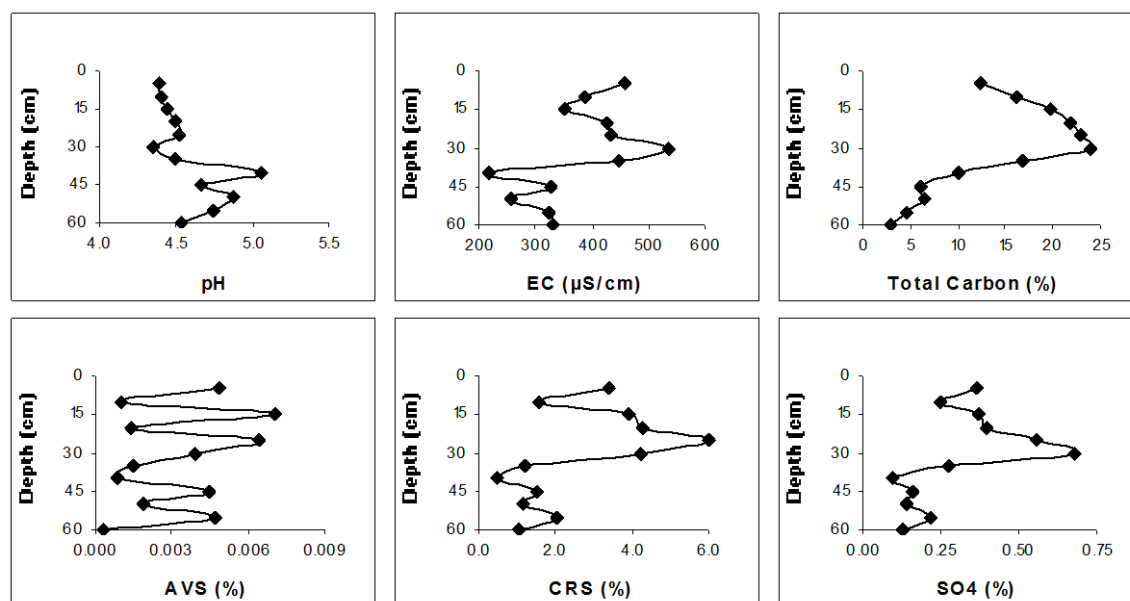 Depth (cm)
0
15
30
45
60
4.0 4.5 5.0 5.5
pH
Depth (cm)
0
15
30
45
60
200 300 400 500 600
EC (µS/cm)
Depth (cm)
0
15
30
45
60
0 5 10 15 20 25
Total Carbon (%)
Depth (cm)
0
15
30
45
60
0.000 0.003 0.006 0.009
AVS (%)
Depth (cm)
0
15
30
45
60
0.0 2.0 4.0 6.0
CRS (%)
Depth (cm)
0
15
30
45
60
0.00 0.25 0.50 0.75
SO4 (%)